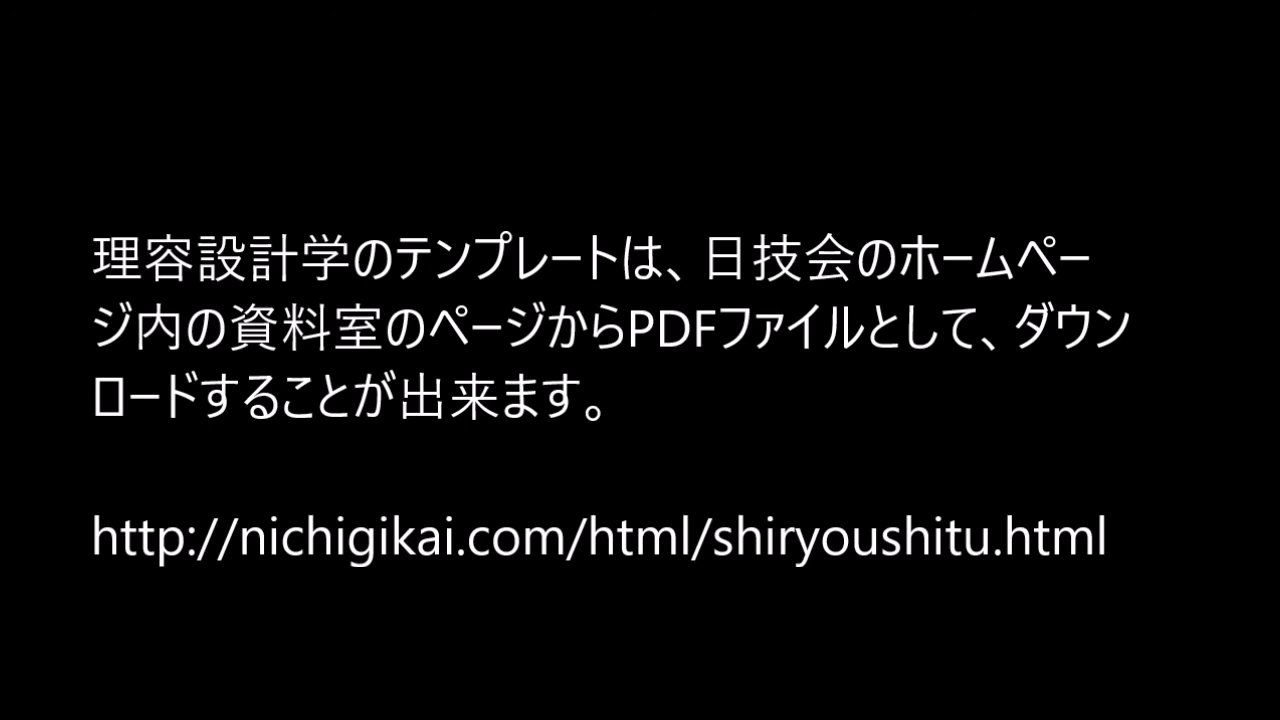 理容設計学のテンプレートは、日技会のホームペー
ジ内の資料室のページからPDFファイルとして、ダウン
ロードすることが出来ます。
http://nichigikai.com/html/shiryoushitu.html